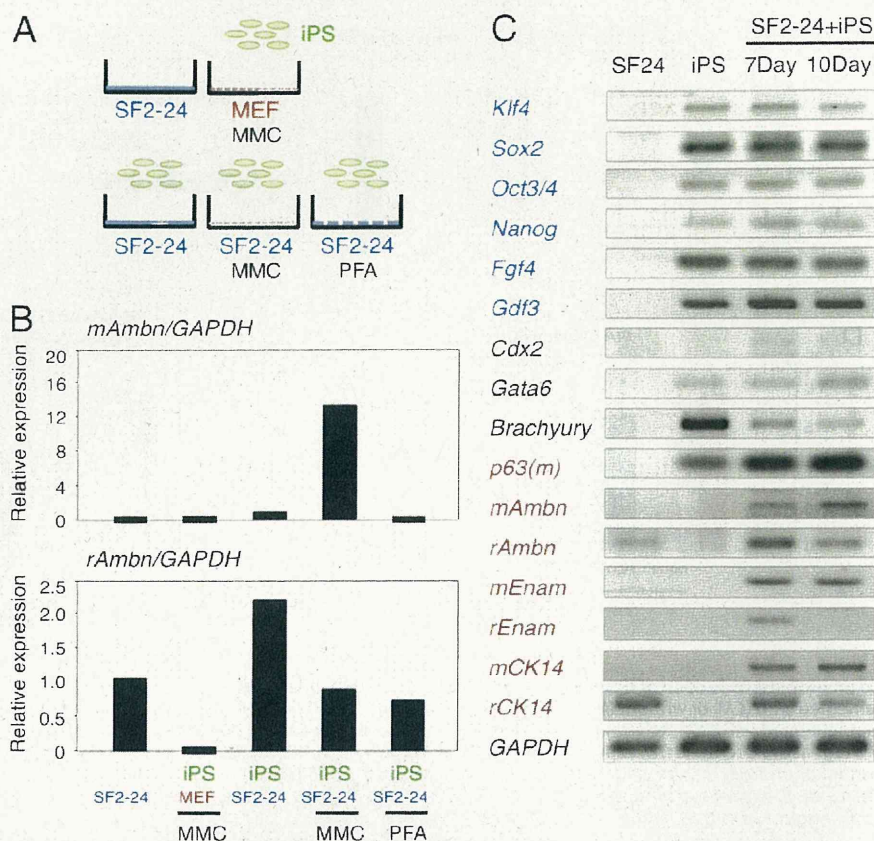 A
iPS
SF2-24
MEF
MMC
SF2-24
SF2-24
MMC
SF2-24
PFA
B
mAmbn/GAPDH
Relative expression
20
16
12
8
4
0
rAmbn/GAPDH
Relative expression
2.5
2.0
1.5
1.0
0.5
0
SF2-24
iPS
MEF
MMC
iPS
SF2-24
iPS
SF2-24
MMC
iPS
SF2-24
PFA
C
SF2-24+iPS
SF24 iPS 7Day 10Day
Klf4
Sox2
Oct3/4
Nanog
Fgf4
Gdf3
Cdx2
Gata6
Brachyury
p63(m)
mAmbn
rAmbn
mEnam
rEnam
mCK14
rCK14
GAPDH